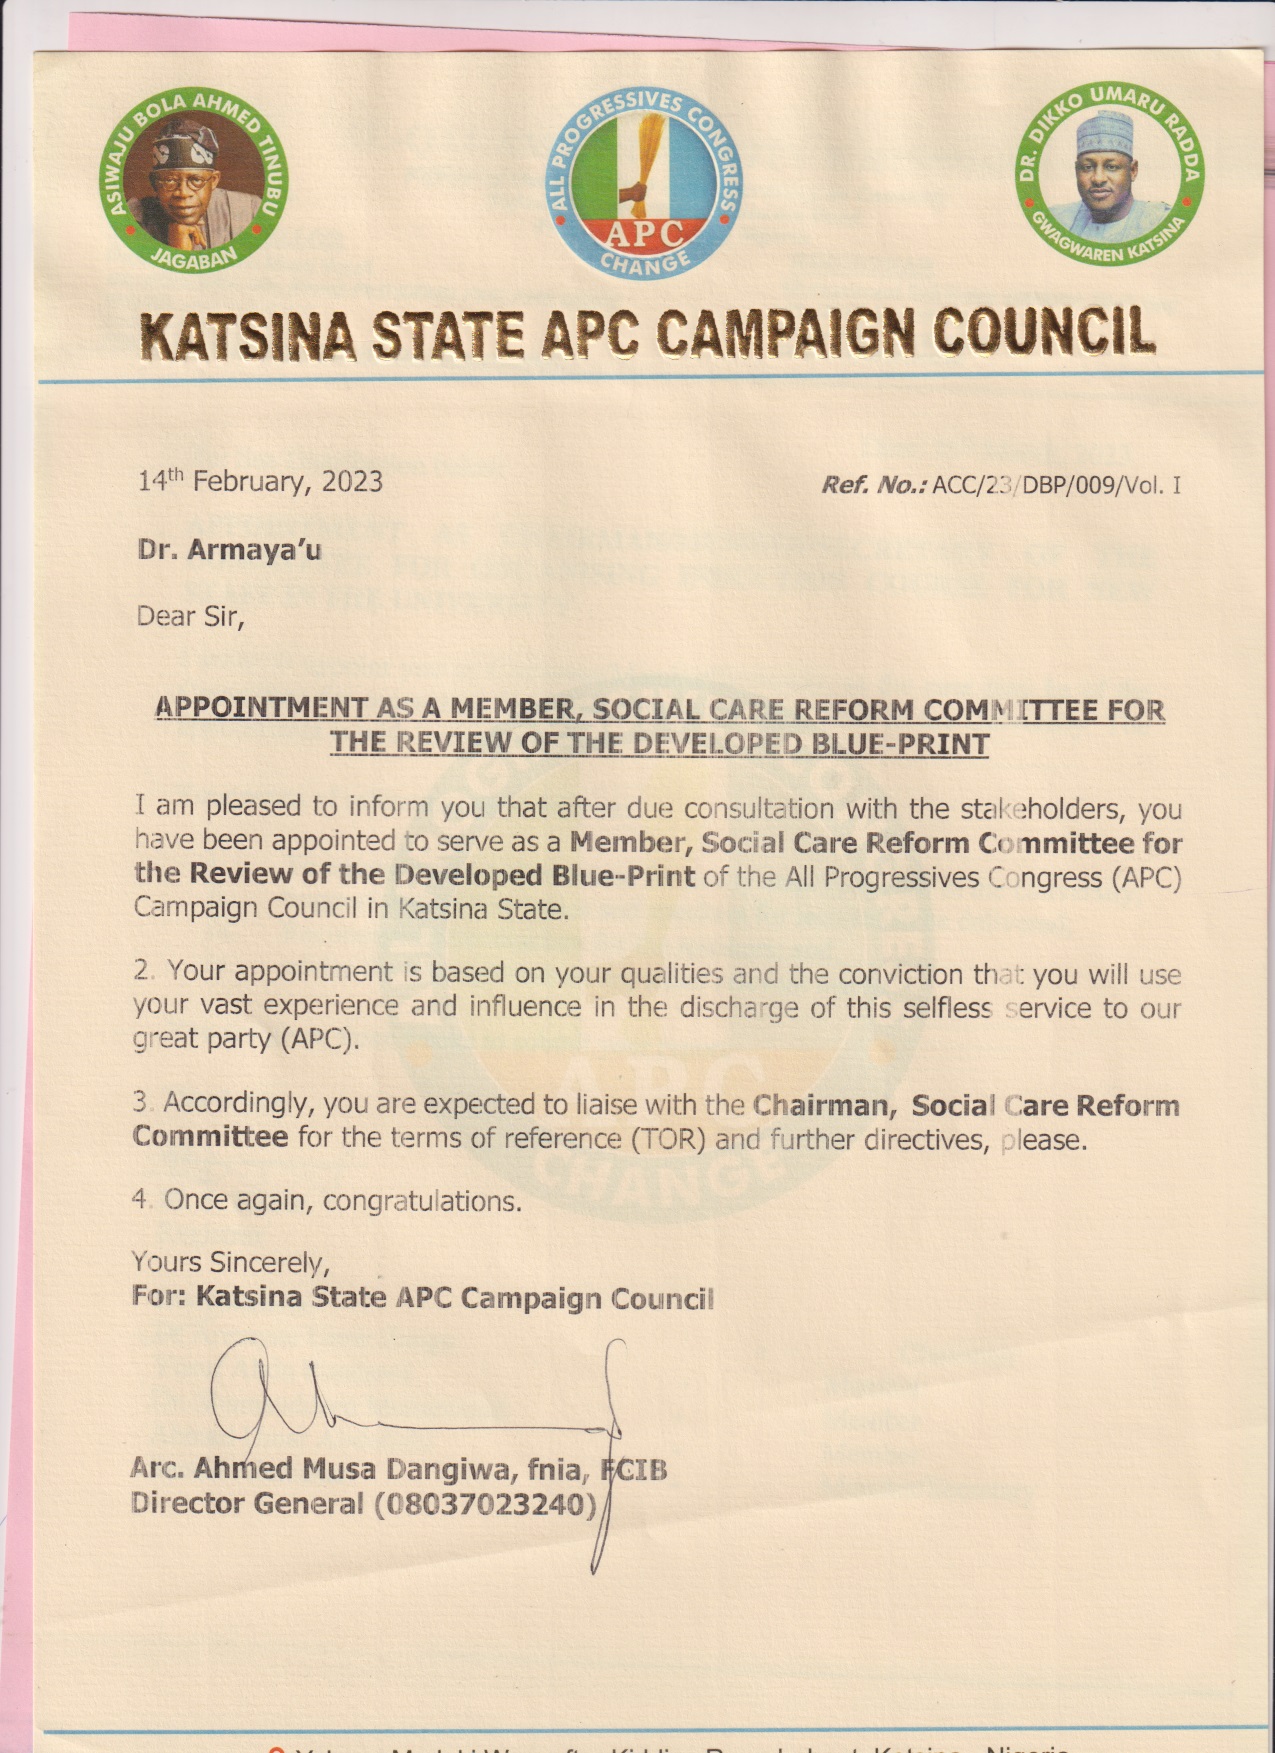 ASIWAJU BOLA AHMED TINUBU
JAGABAN
ALL PROGRESSIVES CONGRESS
APC
CHANGE
DR. DIKKO UMARU RADDA
GWAGWAREN KATSINA
KATSINA STATE APC CAMPAIGN COUNCIL
14th February, 2023
Ref. No.: ACC/23/DBP/009/Vol. I
Dr. Armaya'u
Dear Sir,
APPOINTMENT AS A MEMBER, SOCIAL CARE REFORM COMMITTEE FOR
THE REVIEW OF THE DEVELOPED BLUE-PRINT
I am pleased to inform you that after due consultation with the stakeholders, you
have been appointed to serve as a Member, Social Care Reform Committee for
the Review of the Developed Blue-Print of the All Progressives Congress (APC)
Campaign Council in Katsina State.
2. Your appointment is based on your qualities and the conviction that you will use
your vast experience and influence in the discharge of this selfless service to our
great party (APC).
3. Accordingly, you are expected to liaise with the Chairman, Social Care Reform
Committee for the terms of reference (TOR) and further directives, please.
4. Once again, congratulations.
Yours Sincerely,
For: Katsina State APC Campaign Council
Arc. Ahmed Musa Dangiwa, fnia, FCIB
Director General (08037023240)
APC
CHANGE
Katsina - Nigeria